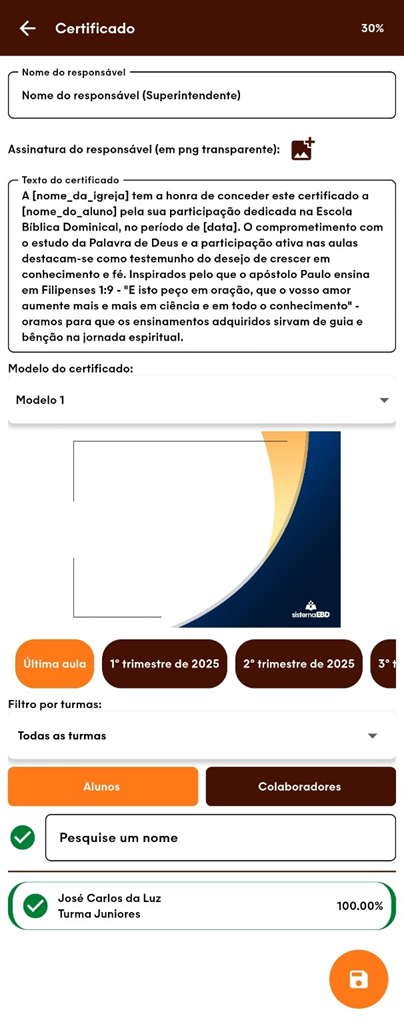 Certificado
30%
Nome do responsável
Nome do responsável (Superintendente)
Assinatura do responsável (em png transparente):
Texto do certificado
A [nome_da_igreja] tem a honra de conceder este certificado a
[nome_do_aluno] pela sua participação dedicada na Escola
Bíblica Dominical, no período de [data]. O comprometimento com
o estudo da Palavra de Deus e a participação ativa nas aulas
destacam-se como testemunho do desejo de crescer em
conhecimento e fé. Inspirados pelo que o apóstolo Paulo ensina
em Filipenses 1:9 - "E isto peço em oração, que o vosso amor
aumente mais e mais em ciência e em todo o conhecimento" -
oramos para que os ensinamentos adquiridos sirvam de guia e
bênção na jornada espiritual.
Modelo do certificado:
Modelo 1
sistemaEBD
Última aula
1° trimestre de 2025
2° trimestre de 2025
3° t
Filtro por turmas:
Todas as turmas
Alunos
Colaboradores
Pesquise um nome
José Carlos da Luz
Turma Juniores
100.00%